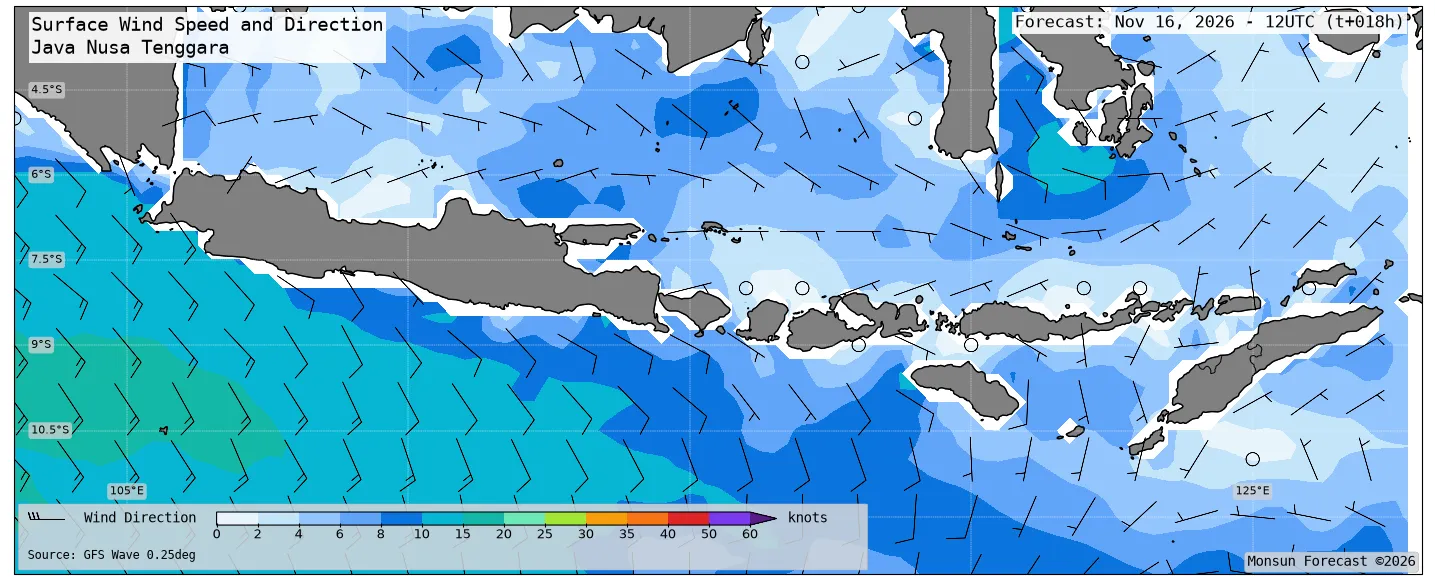 Surface Wind Speed and Direction
Java Nusa Tenggara
Forecast: Nov 16, 2026 - 12UTC (t+018h)
4.5°S
6°S
7.5°S
9°S
10.5°S
105°E
125°E
Wind Direction
0 2 4 6 8 10 15 20 25 30 35 40 50 60
knots
Source: GFS Wave 0.25deg
Monsun Forecast ©2026